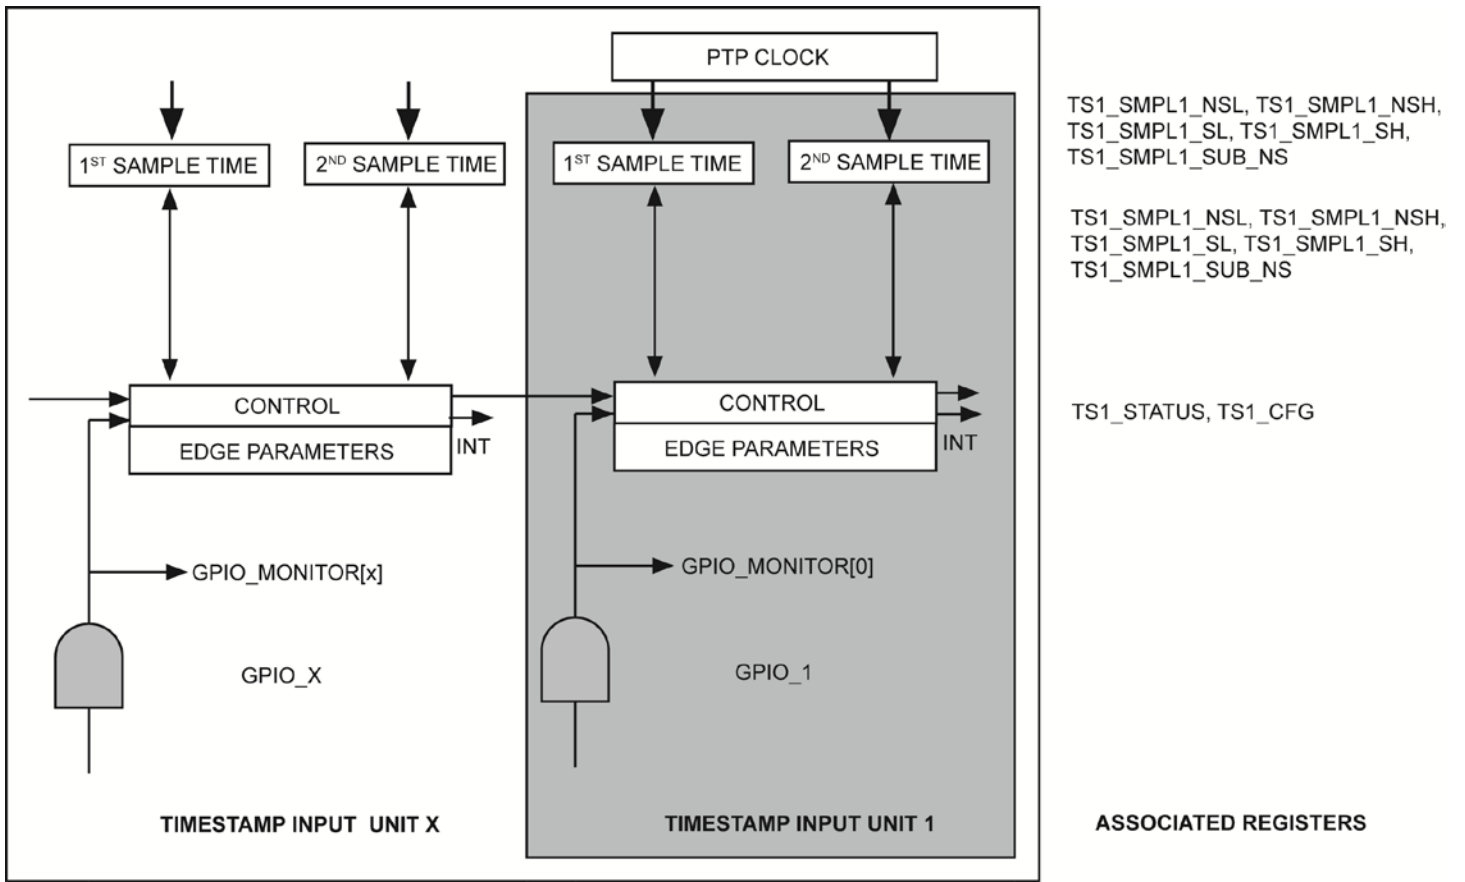 PTP CLOCK
1ST SAMPLE TIME
2ND SAMPLE TIME
1ST SAMPLE TIME
2ND SAMPLE TIME
TS1_SMPL1_NSL, TS1_SMPL1_NSH,
TS1_SMPL1_SL, TS1_SMPL1_SH,
TS1_SMPL1_SUB_NS
TS1_SMPL1_NSL, TS1_SMPL1_NSH,
TS1_SMPL1_SL, TS1_SMPL1_SH,
TS1_SMPL1_SUB_NS
CONTROL
EDGE PARAMETERS
INT
CONTROL
EDGE PARAMETERS
INT
TS1_STATUS, TS1_CFG
GPIO_MONITOR[x]
GPIO_MONITOR[0]
GPIO_X
GPIO_1
TIMESTAMP INPUT UNIT X
TIMESTAMP INPUT UNIT 1
ASSOCIATED REGISTERS